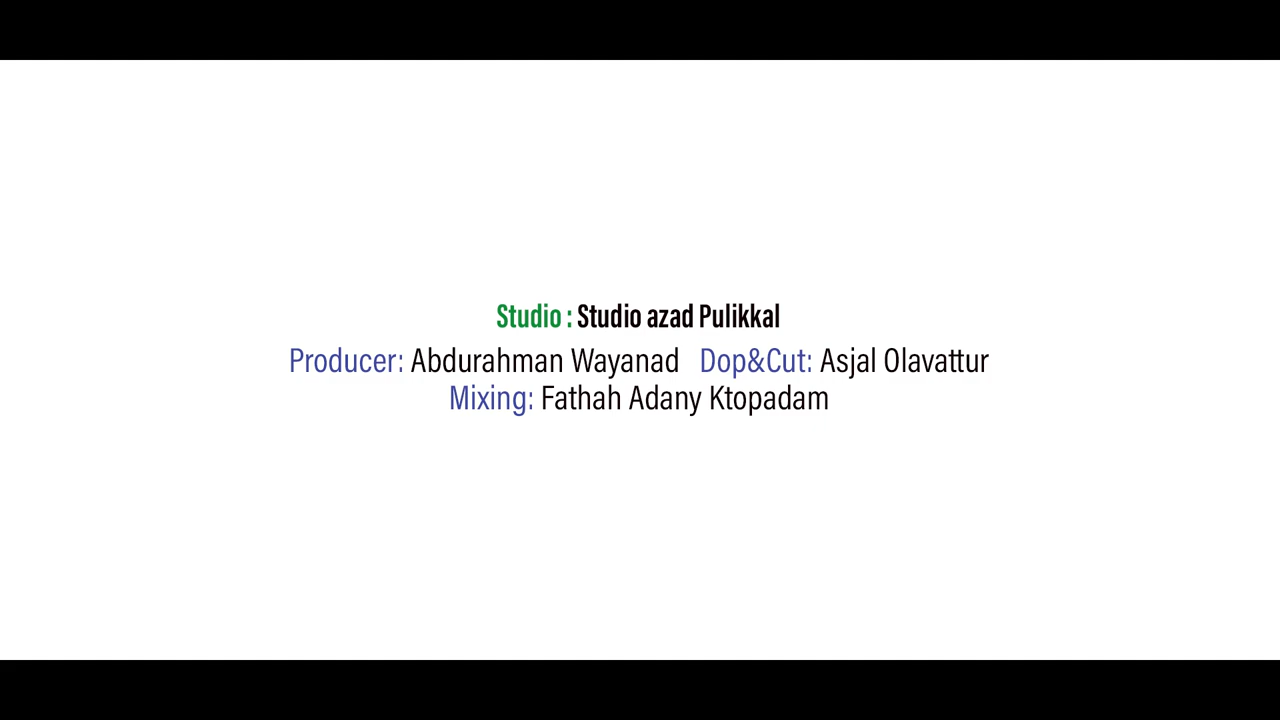 Studio : Studio azad Pulikkal
Producer: Abdurahman Wayanad Dop&Cut: Asjal Olavattur
Mixing: Fathah Adany Ktopadam